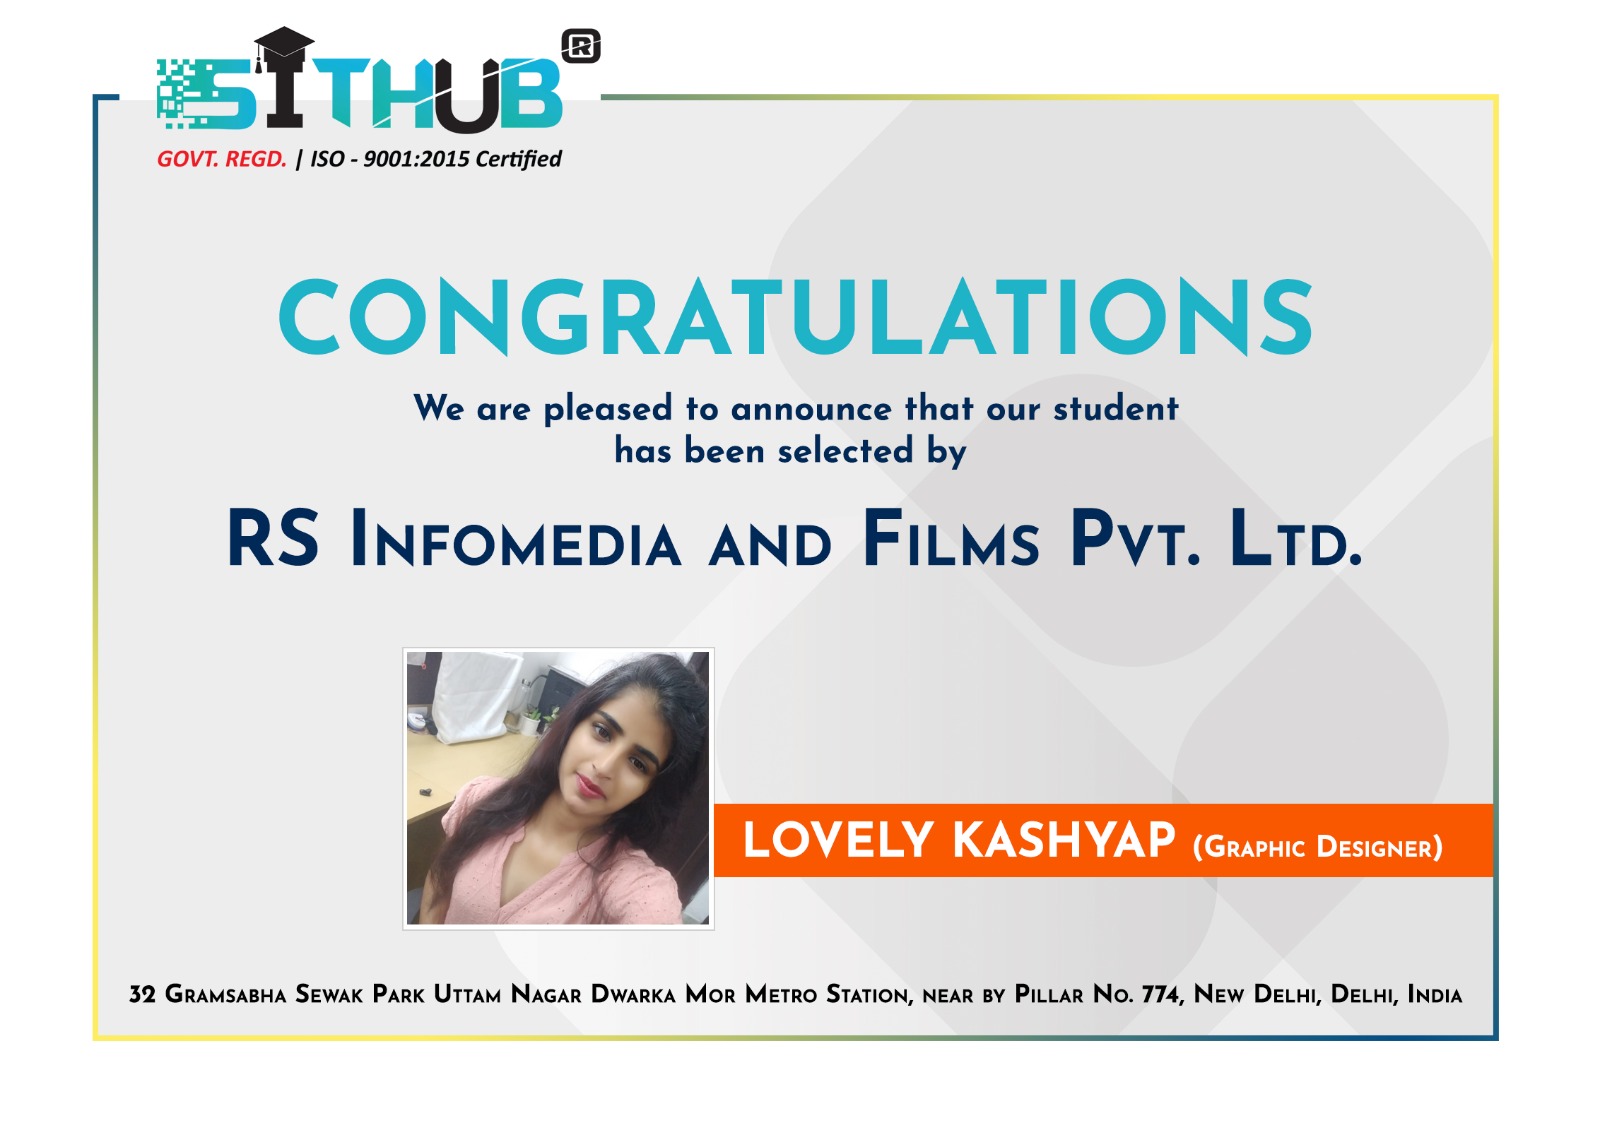 SITHUB®
GOVT. REGD. | ISO - 9001:2015 Certified
CONGRATULATIONS
We are pleased to announce that our student
has been selected by
RS INFOMEDIA AND FILMS PVT. LTD.
LOVELY KASHYAP (GRAPHIC DESIGNER)
32 GRAMSABHA SEWAK PARK UTTAM NAGAR DWARKA MOR METRO STATION, NEAR BY PILLAR NO. 774, NEW DELHI, DELHI, INDIA